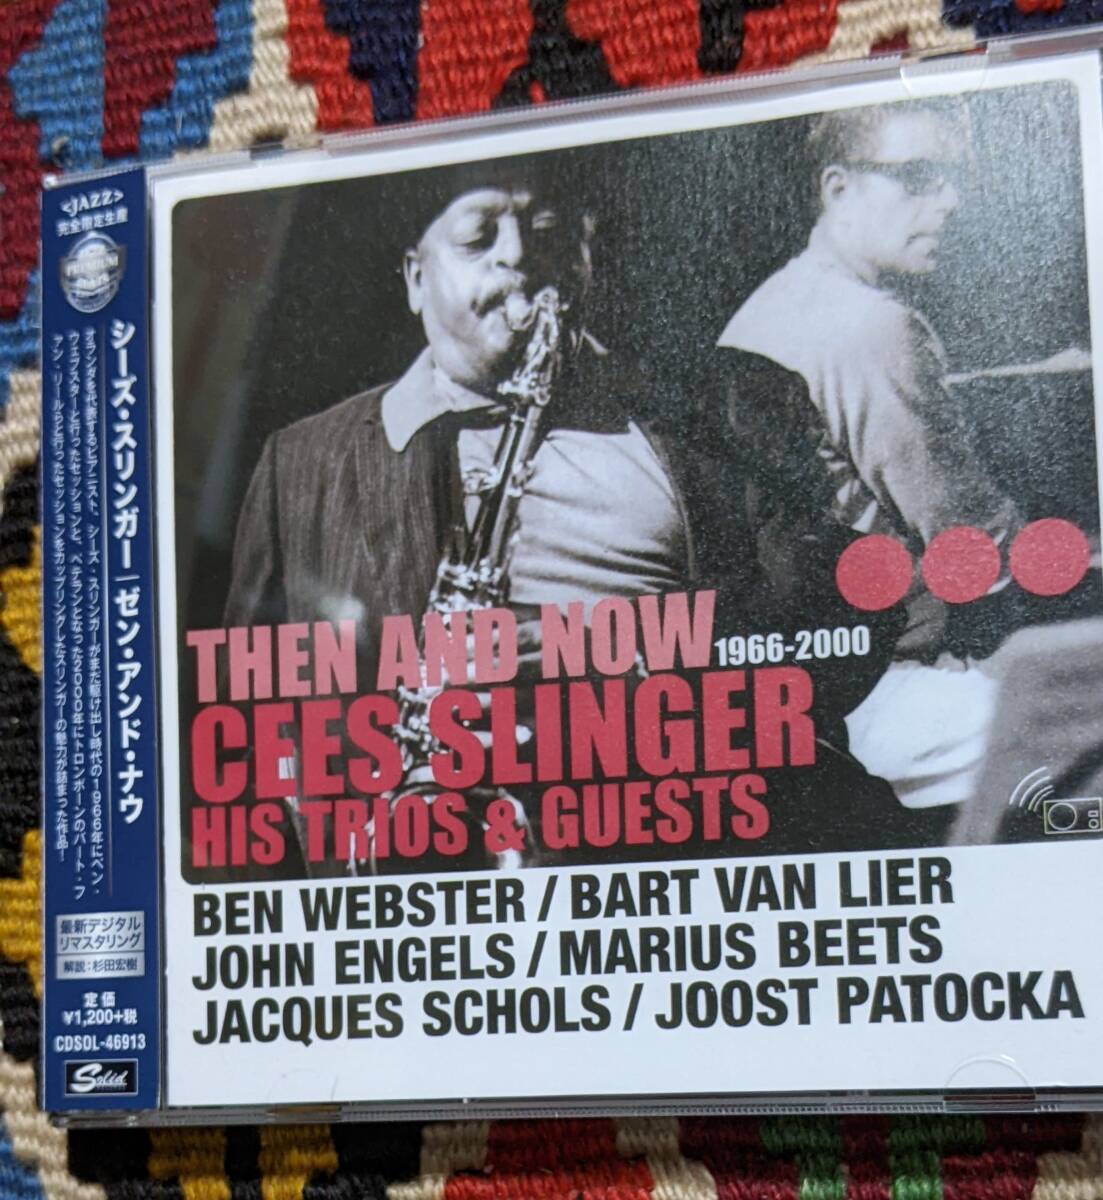 <JAZZ>
完全限定生産
PREMIUM
シーズ・スリンガー|ゼン・アンド・ナウ
オランダを代表するピアニスト、シーズ・スリンガーがまだ駆け出し時代の1966年にベン・
ウェブスターと行ったセッションと、ベテランとなった2000年にトロンボーンのバート・フ
ァン・リールらと行ったセッションをカップリングしたスリンガーの魅力が詰まった作品!
最新デジタル
リマスタリング
解説:杉田宏樹
定価
¥1,200+税
CDSOL-46913
Solid
THEN AND NOW 1966-2000
CEES SLINGER
HIS TRIOS & GUESTS
BEN WEBSTER / BART VAN LIER
JOHN ENGELS / MARIUS BEETS
JACQUES SCHOLS / JOOST PATOCKA